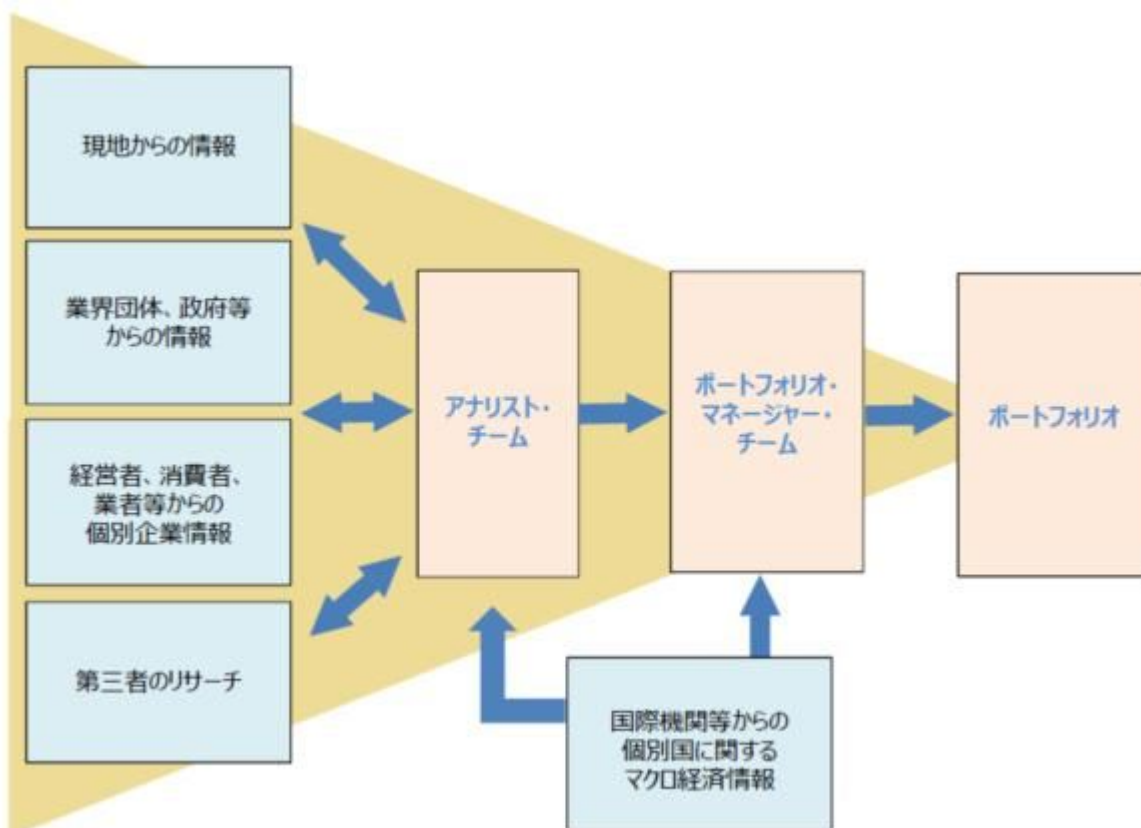 現地からの情報
業界団体、政府等
からの情報
経営者、消費者、
業者等からの
個別企業情報
第三者のリサーチ
アナリスト・
チーム
ポートフォリオ・
マネージャー・
チーム
ポートフォリオ
国際機関等からの
個別国に関する
マクロ経済情報